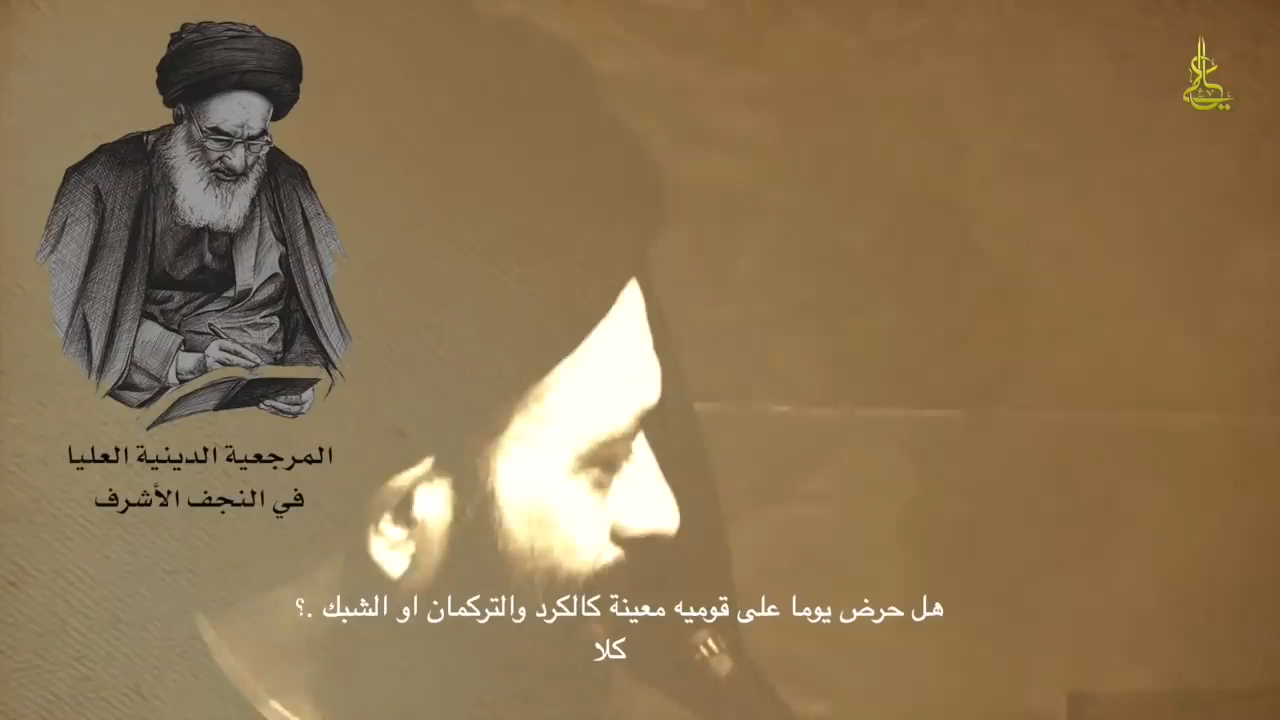 المرجعية الدينية العليا
في النجف الأشرف
هل حرض يوما على قوميه معينة كالكرد والتركمان او الشبك .؟
كلا